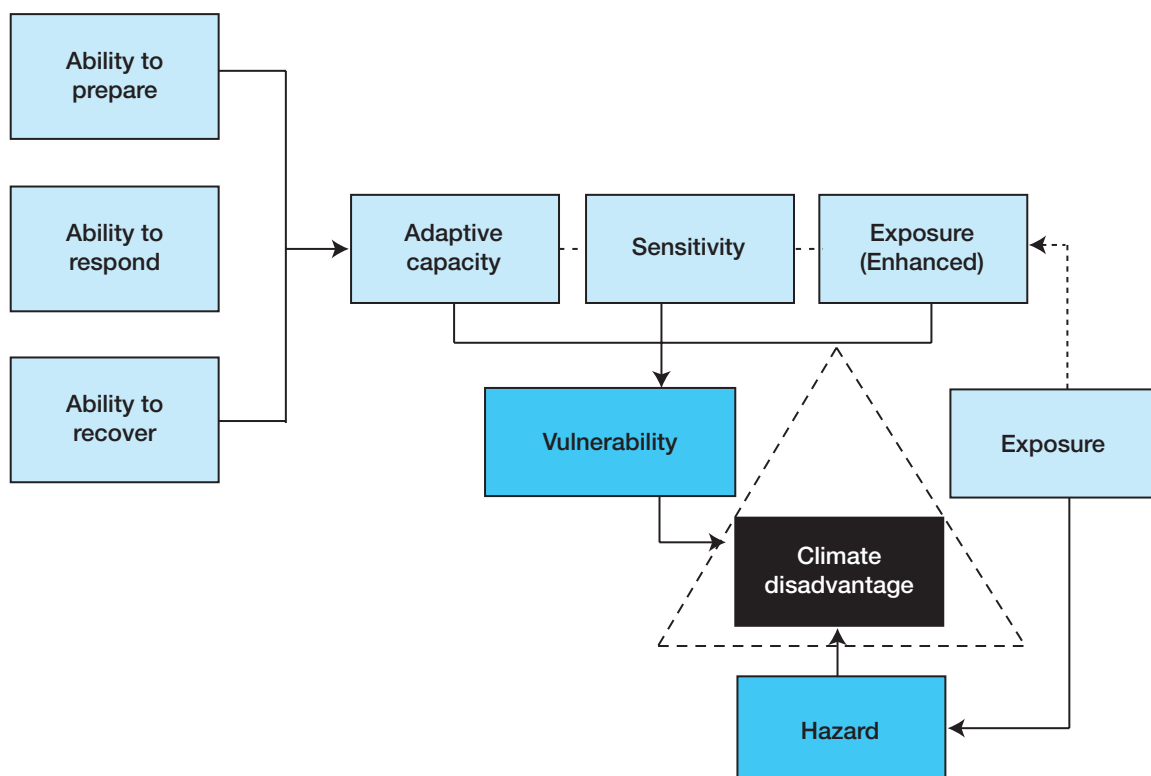 Ability to
prepare
Ability to
respond
Ability to
recover
Adaptive
capacity
Sensitivity
Exposure
(Enhanced)
Vulnerability
Exposure
Climate
disadvantage
Hazard